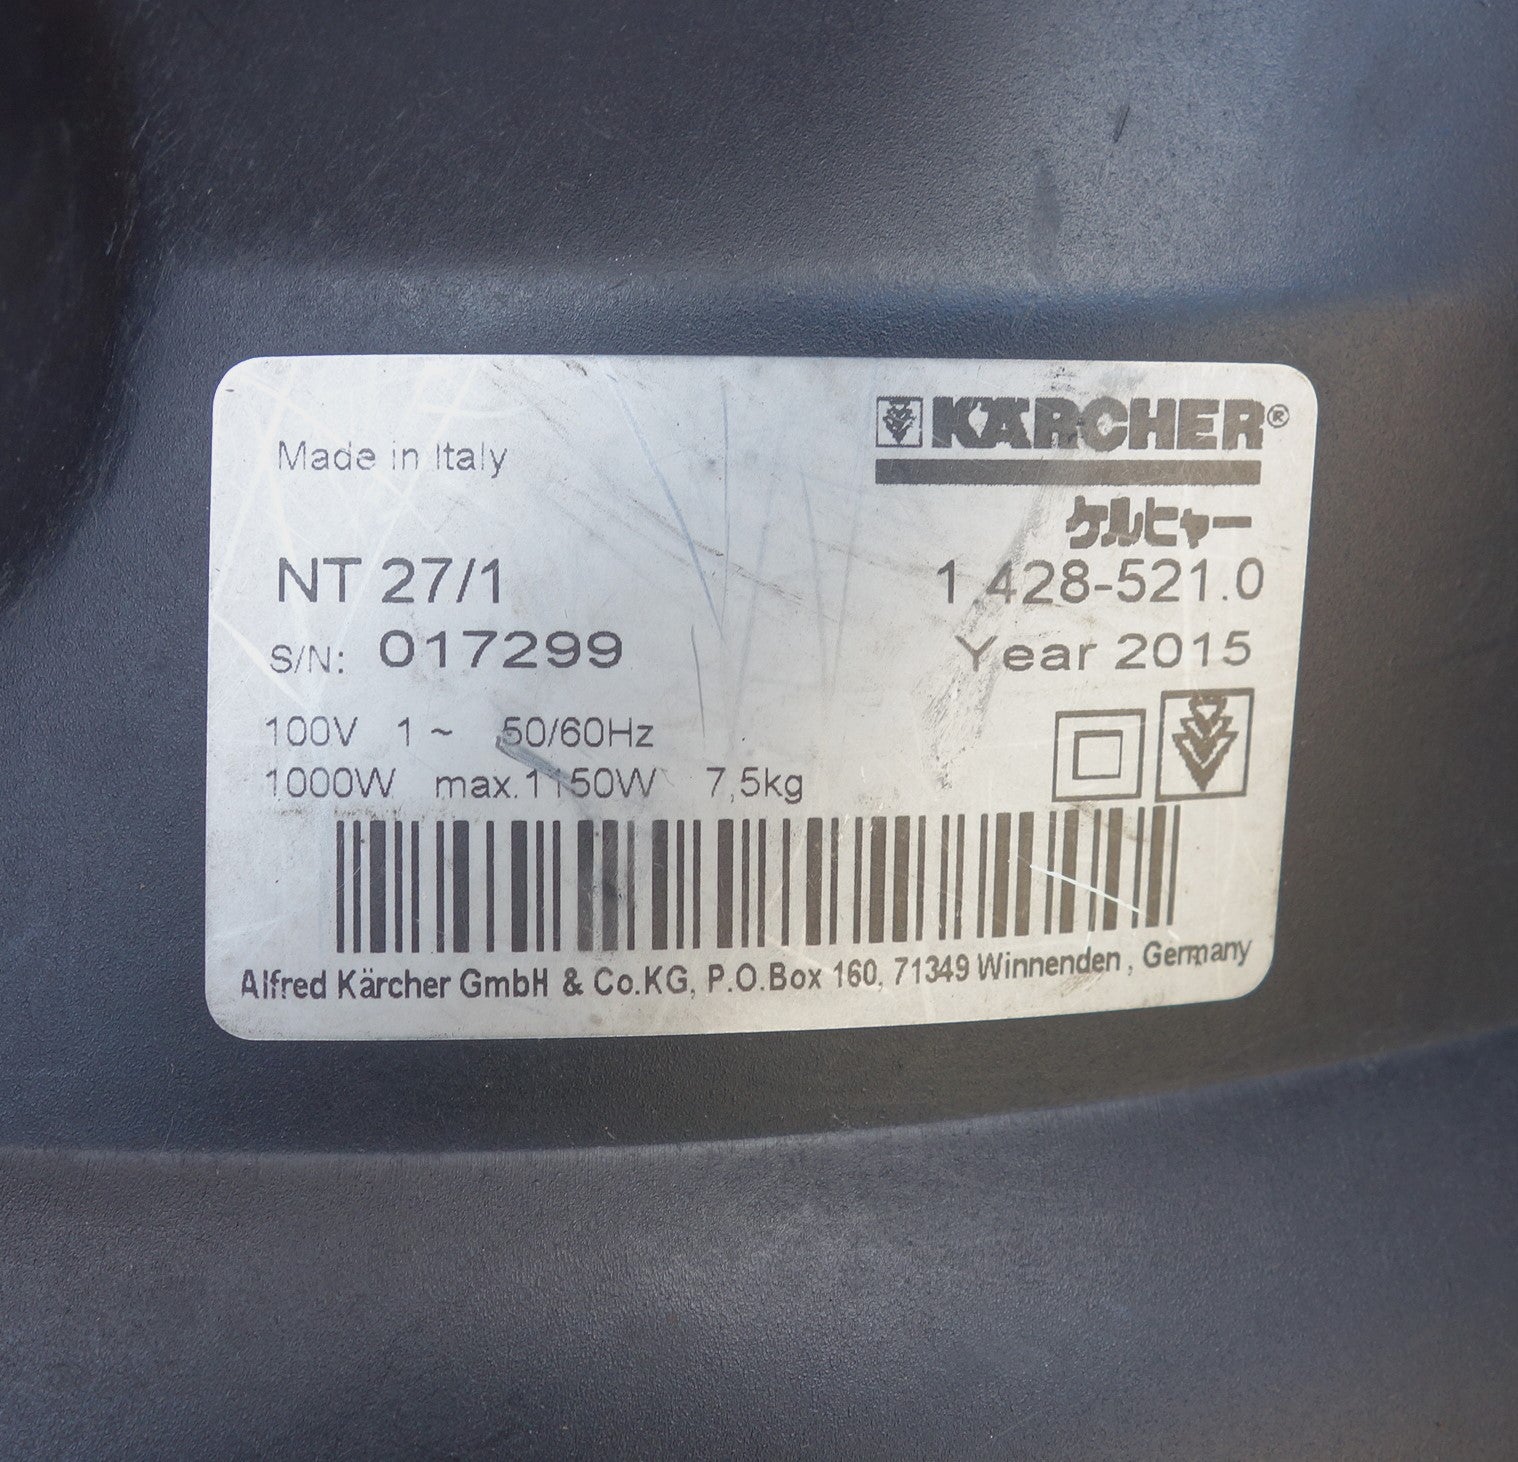 KÄRCHER®
Made in Italy
ケルヒャー
NT 27/1 1.428-521.0
S/N: 017299 Year 2015
100V 1 ~ 50/60Hz
1000W max.1150W 7,5kg
Alfred Kärcher GmbH & Co.KG, P.O.Box 160, 71349 Winnenden, Germany